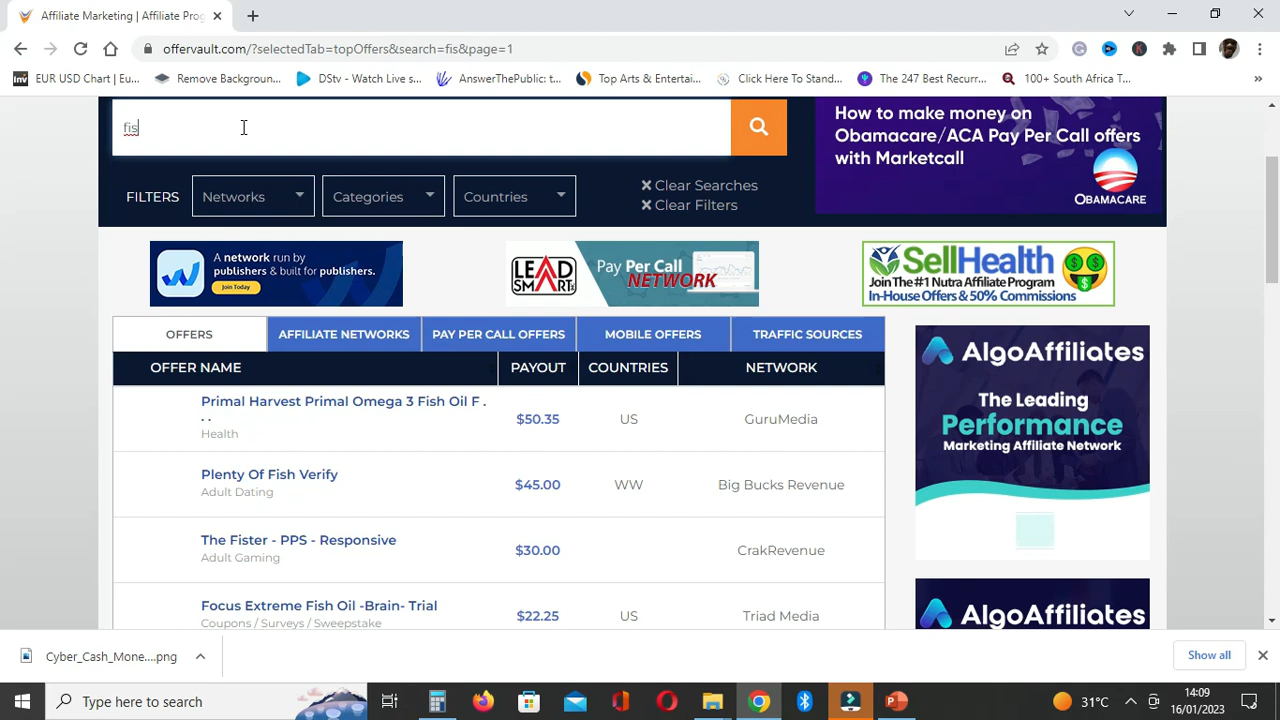 Affiliate Marketing | Affiliate Prog
offervault.com/?selectedTab=topOffers&search=fis&page=1
EUR USD Chart | Eu...
Remove Backgroun...
DStv - Watch Live s...
AnswerThePublic: t...
Top Arts & Entertai...
Click Here To Stand...
The 247 Best Recurr...
100+ South Africa T...
fis
How to make money on
Obamacare/ACA Pay Per Call offers
with Marketcall
OBAMACARE
FILTERS
Networks
Categories
Countries
Clear Searches
Clear Filters
A network run by
publishers & built for publishers.
Join Today
LEAD
SMART
Pay Per Call
NETWORK
SellHealth
Join The #1 Nutra Affiliate Program
In-House Offers & 50% Commissions
OFFERS
AFFILIATE NETWORKS
PAY PER CALL OFFERS
MOBILE OFFERS
TRAFFIC SOURCES
OFFER NAME
PAYOUT
COUNTRIES
NETWORK
Primal Harvest Primal Omega 3 Fish Oil F .
. .
Health
$50.35
US
GuruMedia
Plenty Of Fish Verify
Adult Dating
$45.00
WW
Big Bucks Revenue
The Fister - PPS - Responsive
Adult Gaming
$30.00
CrakRevenue
Focus Extreme Fish Oil -Brain- Trial
Coupons / Surveys / Sweepstake
$22.25
US
Triad Media
AlgoAffiliates
The Leading
Performance
Marketing Affiliate Network
AlgoAffiliates
The Leading
Cyber_Cash_Mone....png
Show all
Type here to search
31°C
14:09
16/01/2023